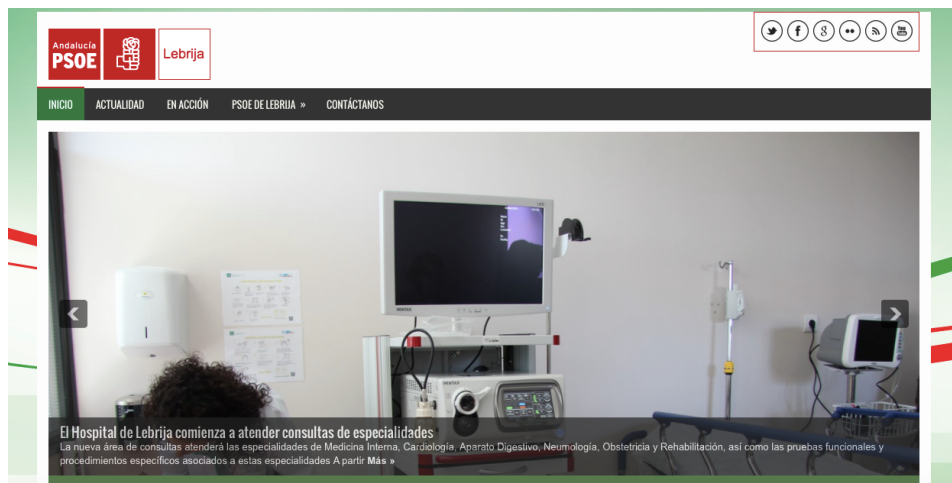 Andalucía
PSOE
Lebrija
INICIO
ACTUALIDAD
EN ACCIÓN
PSOE DE LEBRIJA »
CONTÁCTANOS
PENTAX
PENTAX
El Hospital de Lebrija comienza a atender consultas de especialidades
La nueva área de consultas atenderá las especialidades de Medicina Interna, Cardiología, Aparato Digestivo, Neumología, Obstetricia y Rehabilitación, así como las pruebas funcionales y
procedimientos específicos asociados a estas especialidades A partir Más »